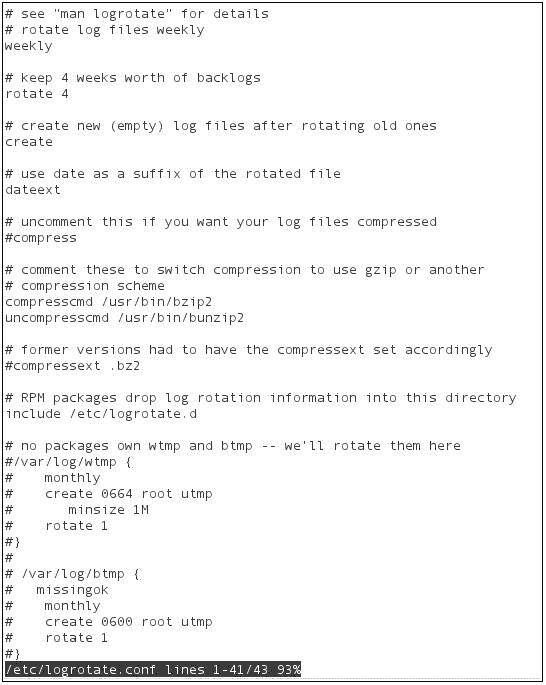 # see "man logrotate" for details
# rotate log files weekly
weekly

# keep 4 weeks worth of backlogs
rotate 4

# create new (empty) log files after rotating old ones
create

# use date as a suffix of the rotated file
dateext

# uncomment this if you want your log files compressed
#compress

# comment these to switch compression to use gzip or another
# compression scheme
compresscmd /usr/bin/bzip2
uncompresscmd /usr/bin/bunzip2

# former versions had to have the compressext set accordingly
#compressext .bz2

# RPM packages drop log rotation information into this directory
include /etc/logrotate.d

# no packages own wtmp and btmp -- we'll rotate them here
#/var/log/wtmp {
#    monthly
#    create 0664 root utmp
#       minsize 1M
#    rotate 1
#}
#
# /var/log/btmp {
#   missingok
#    monthly
#    create 0600 root utmp
#    rotate 1
#}
/etc/logrotate.conf lines 1-41/43 93%